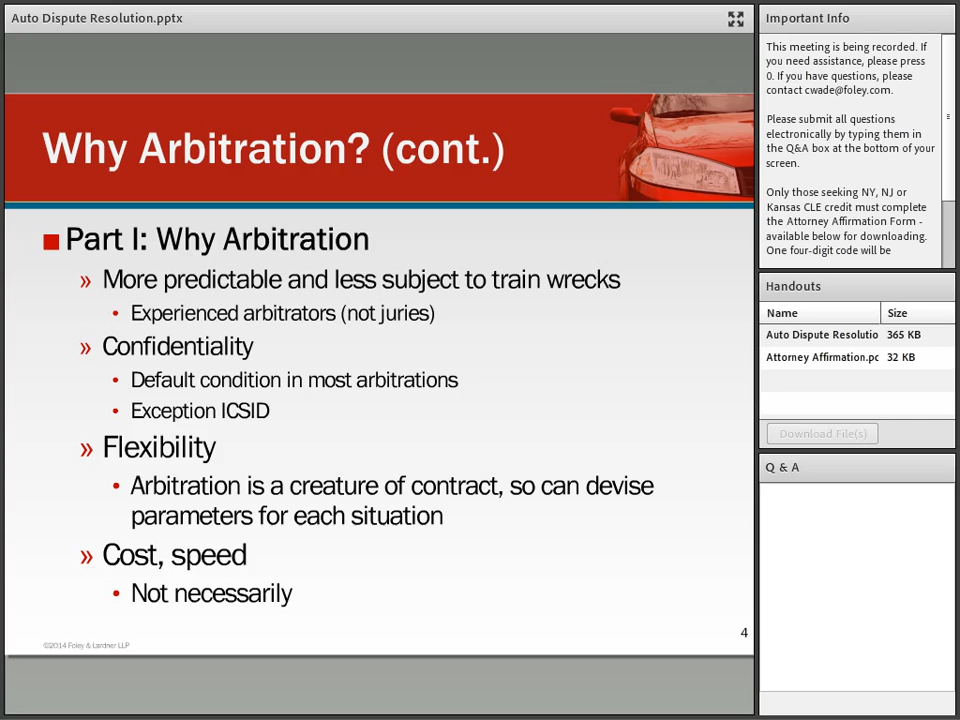 Auto Dispute Resolution.pptx
Why Arbitration? (cont.)
Part I: Why Arbitration
» More predictable and less subject to train wrecks
• Experienced arbitrators (not juries)
» Confidentiality
• Default condition in most arbitrations
• Exception ICSID
» Flexibility
• Arbitration is a creature of contract, so can devise
parameters for each situation
» Cost, speed
• Not necessarily
4
©2014 Foley & Lardner LLP
Important Info
This meeting is being recorded. If
you need assistance, please press
0. If you have questions, please
contact cwade@foley.com.
Please submit all questions
electronically by typing them in
the Q&A box at the bottom of your
screen.
Only those seeking NY, NJ or
Kansas CLE credit must complete
the Attorney Affirmation Form -
available below for downloading.
One four-digit code will be
Handouts
Name Size
Auto Dispute Resolutio 365 KB
Attorney Affirmation.pc 32 KB
Download File(s)
Q & A